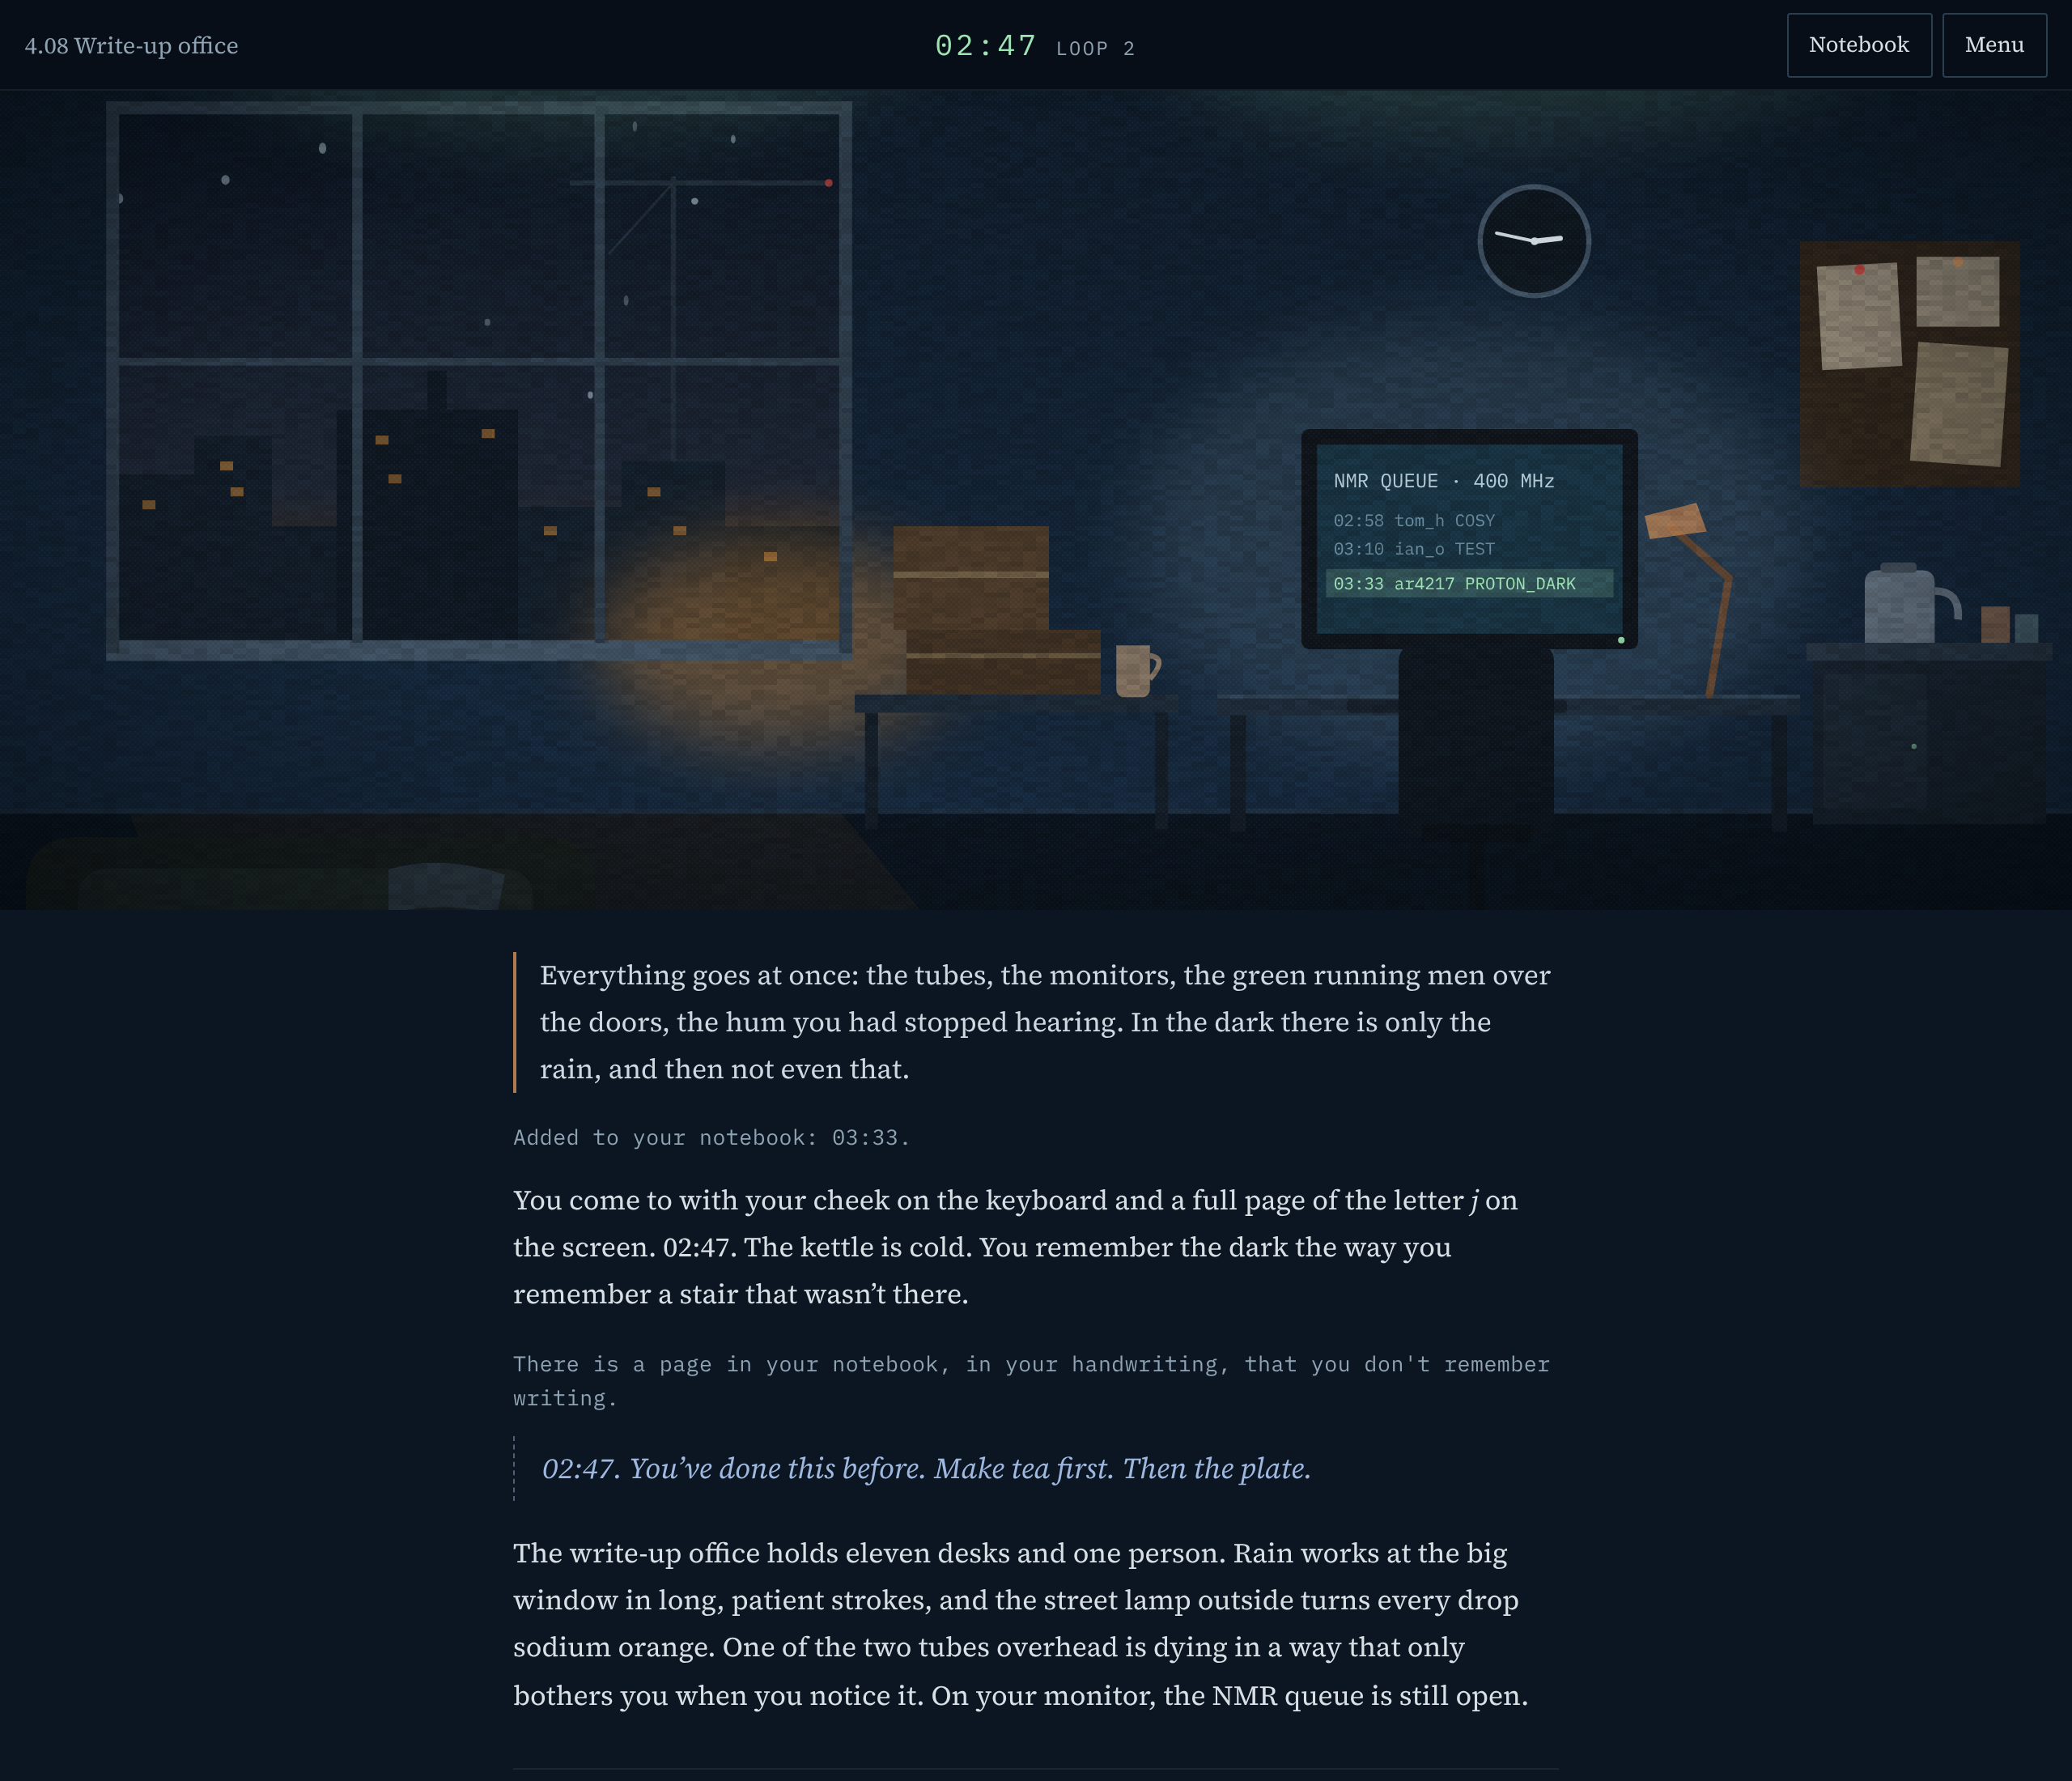 4.08 Write-up office
02:47 LOOP 2
Notebook
Menu
NMR QUEUE · 400 MHz
02:58 tom_h COSY
03:10 ian_o TEST
03:33 ar4217 PROTON_DARK
Everything goes at once: the tubes, the monitors, the green running men over
the doors, the hum you had stopped hearing. In the dark there is only the
rain, and then not even that.
Added to your notebook: 03:33.
You come to with your cheek on the keyboard and a full page of the letter j on
the screen. 02:47. The kettle is cold. You remember the dark the way you
remember a stair that wasn’t there.
There is a page in your notebook, in your handwriting, that you don't remember
writing.
02:47. You’ve done this before. Make tea first. Then the plate.
The write-up office holds eleven desks and one person. Rain works at the big
window in long, patient strokes, and the street lamp outside turns every drop
sodium orange. One of the two tubes overhead is dying in a way that only
bothers you when you notice it. On your monitor, the NMR queue is still open.